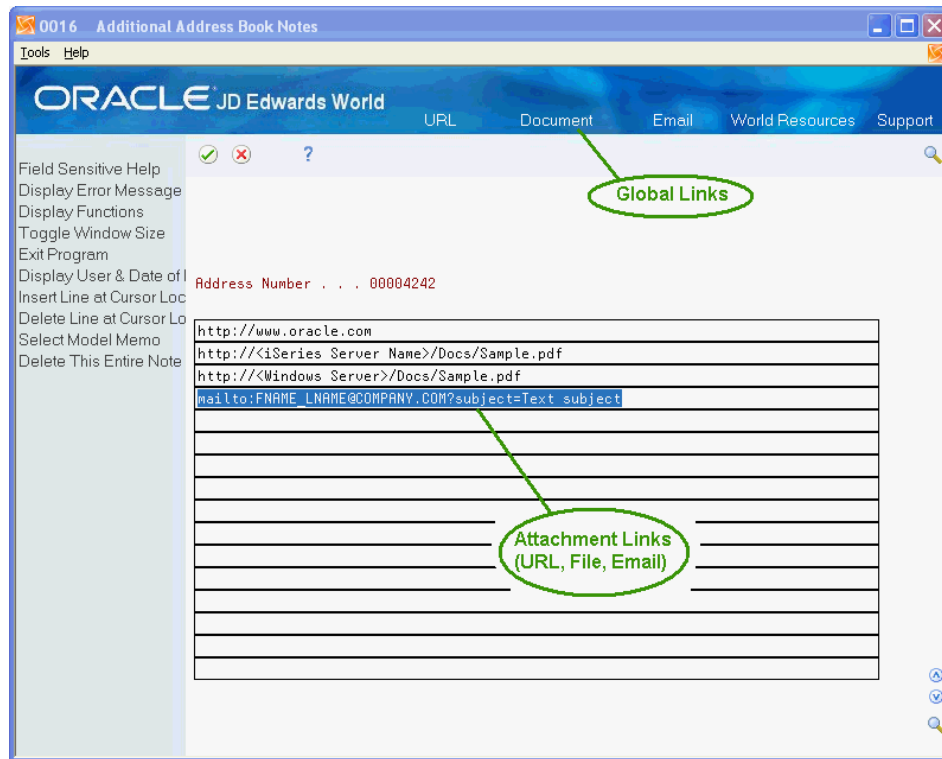 0016 Additional Address Book Notes
Tools Help
ORACLE JD Edwards World
URL Document Email World Resources Support
?
Global Links
Field Sensitive Help
Display Error Message
Display Functions
Toggle Window Size
Exit Program
Display User & Date of
Insert Line at Cursor Loc
Delete Line at Cursor Lo
Select Model Memo
Delete This Entire Note
Address Number . . . 00004242
http://www.oracle.com
http://<iSeries Server Name>/Docs/Sample.pdf
http://<Windows Server>/Docs/Sample.pdf
mailto:FNAME_LNAME@COMPANY.COM?subject=Text subject
Attachment Links
(URL, File, Email)